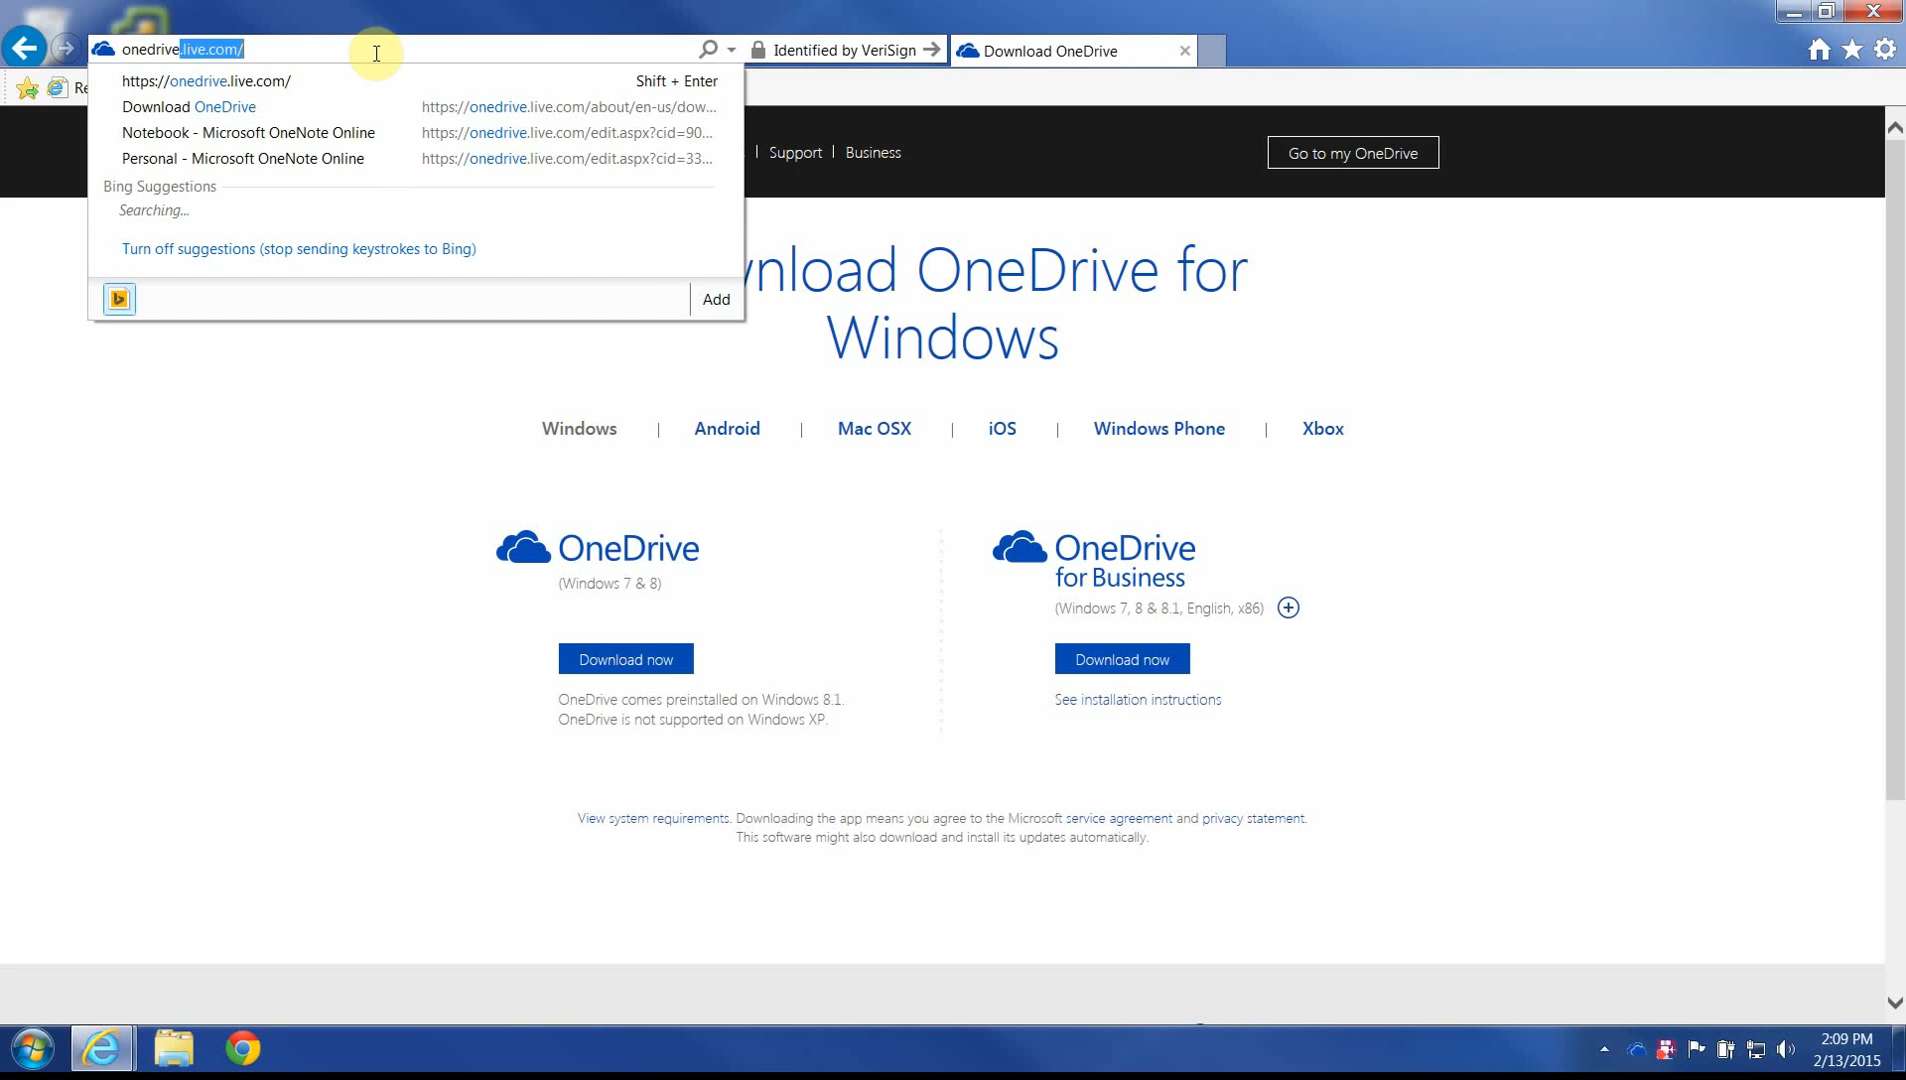 onedrive.live.com/
Identified by VeriSign
Download OneDrive
https://onedrive.live.com/ Shift + Enter
Download OneDrive https://onedrive.live.com/about/en-us/dow...
Notebook - Microsoft OneNote Online https://onedrive.live.com/edit.aspx?cid=90...
Personal - Microsoft OneNote Online https://onedrive.live.com/edit.aspx?cid=33...
Bing Suggestions
Searching...
Turn off suggestions (stop sending keystrokes to Bing)
Add
Support | Business
Go to my OneDrive
wnload OneDrive for
Windows
Windows | Android | Mac OSX | iOS | Windows Phone | Xbox
OneDrive
(Windows 7 & 8)
Download now
OneDrive comes preinstalled on Windows 8.1.
OneDrive is not supported on Windows XP.
OneDrive
for Business
(Windows 7, 8 & 8.1, English, x86)
Download now
See installation instructions
View system requirements. Downloading the app means you agree to the Microsoft service agreement and privacy statement.
This software might also download and install its updates automatically.
2:09 PM
2/13/2015